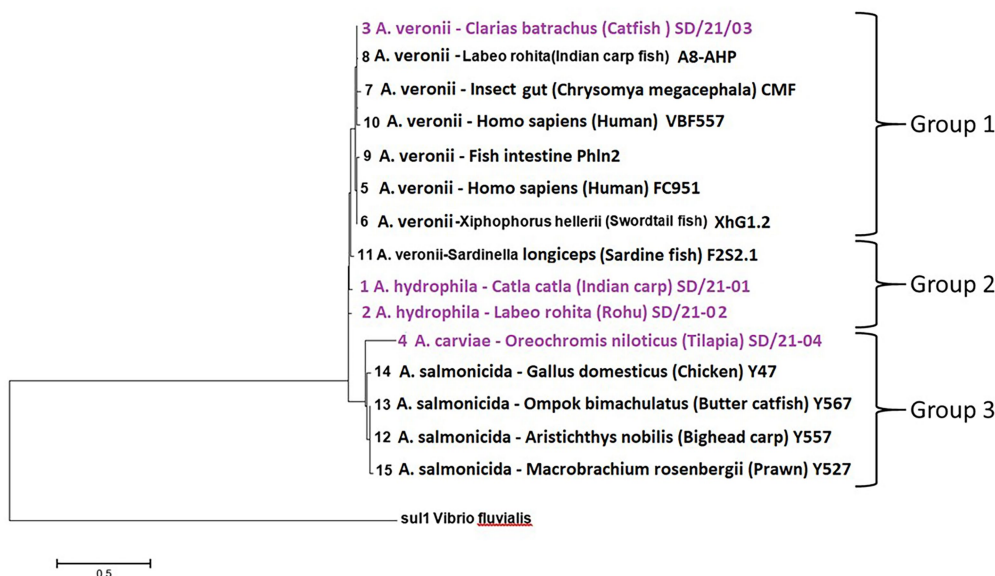 3 A. veronii - Clarias batrachus (Catfish ) SD/21/03
8 A. veronii -Labeo rohita(Indian carp fish) A8-AHP
7 A. veronii - Insect gut (Chrysomya megacephala) CMF
10 A. veronii - Homo sapiens (Human) VBF557
Group 1
9 A. veronii - Fish intestine Phln2
5 A. veronii - Homo sapiens (Human) FC951
6 A. veronii-Xiphophorus hellerii (Swordtail fish) XhG1.2
11 A. veronii-Sardinella longiceps (Sardine fish) F2S2.1
1 A. hydrophila - Catla catla (Indian carp) SD/21-01
Group 2
2 A. hydrophila - Labeo rohita (Rohu) SD/21-02
4 A. carviae - Oreochromis niloticus (Tilapia) SD/21-04
14 A. salmonicida - Gallus domesticus (Chicken) Y47
13 A. salmonicida - Ompok bimachulatus (Butter catfish) Y567
Group 3
12 A. salmonicida - Aristichthys nobilis (Bighead carp) Y557
15 A. salmonicida - Macrobrachium rosenbergii (Prawn) Y527
sul1 Vibrio fluvialis
0.5